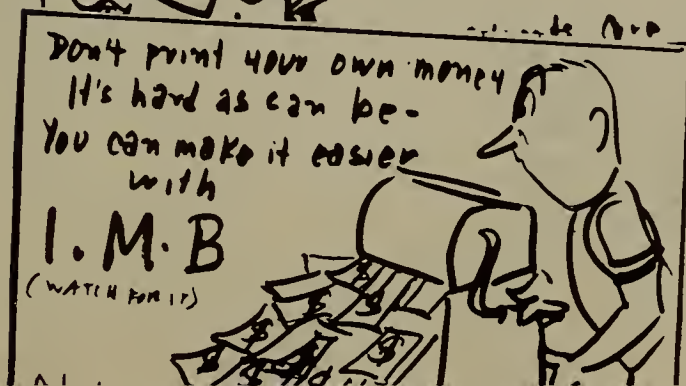 Don't print your own money
It's hard as can be-
You can make it easier
with
I.M.B
(WATCH FOR IT)
$ $ $ $ $ $